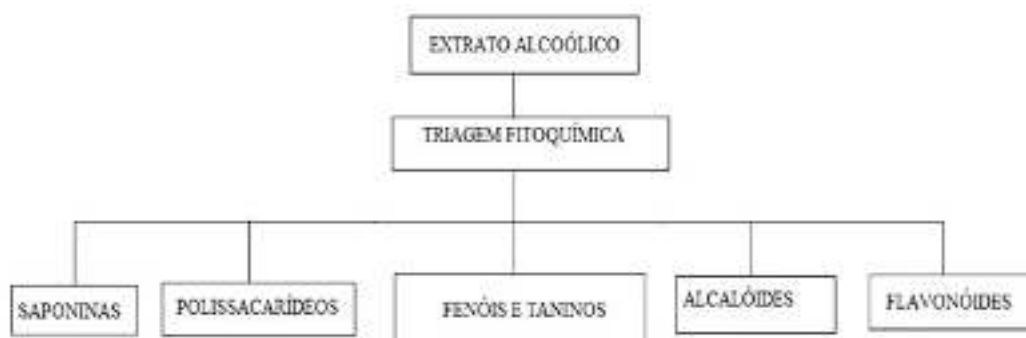 EXTRATO ALCOÓLICO
TRIAGEM FITOQUÍMICA
SAPONINAS
POLISSACARÍDEOS
FENÓIS E TANINOS
ALCALÓIDES
FLAVONÓIDES